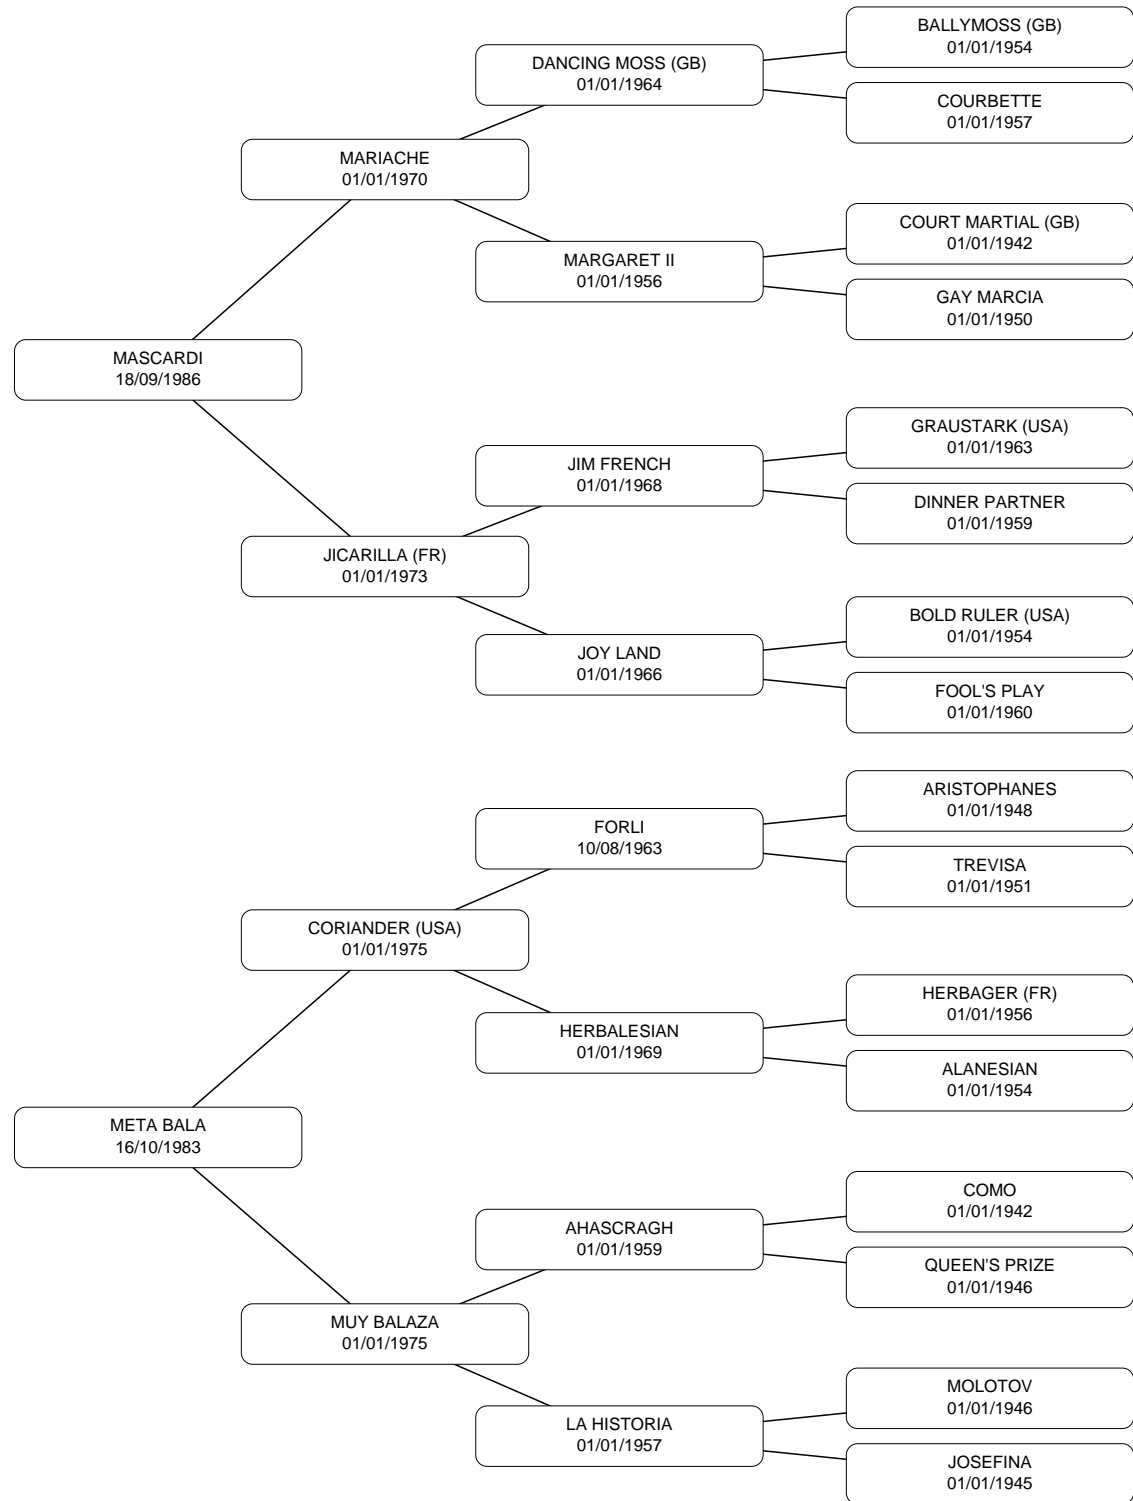 BALLYMOSS (GB)
01/01/1954
DANCING MOSS (GB)
01/01/1964
COURBETTE
01/01/1957
MARIACHE
01/01/1970
COURT MARTIAL (GB)
01/01/1942
MARGARET II
01/01/1956
GAY MARCIA
01/01/1950
MASCARDI
18/09/1986
GRAUSTARK (USA)
01/01/1963
JIM FRENCH
01/01/1968
DINNER PARTNER
01/01/1959
JICARILLA (FR)
01/01/1973
BOLD RULER (USA)
01/01/1954
JOY LAND
01/01/1966
FOOL'S PLAY
01/01/1960
ARISTOPHANES
01/01/1948
FORLI
10/08/1963
TREVISA
01/01/1951
CORIANDER (USA)
01/01/1975
HERBAGER (FR)
01/01/1956
HERBALESIAN
01/01/1969
ALANESIAN
01/01/1954
META BALA
16/10/1983
COMO
01/01/1942
AHASCRAGH
01/01/1959
QUEEN'S PRIZE
01/01/1946
MUY BALAZA
01/01/1975
MOLOTOV
01/01/1946
LA HISTORIA
01/01/1957
JOSEFINA
01/01/1945